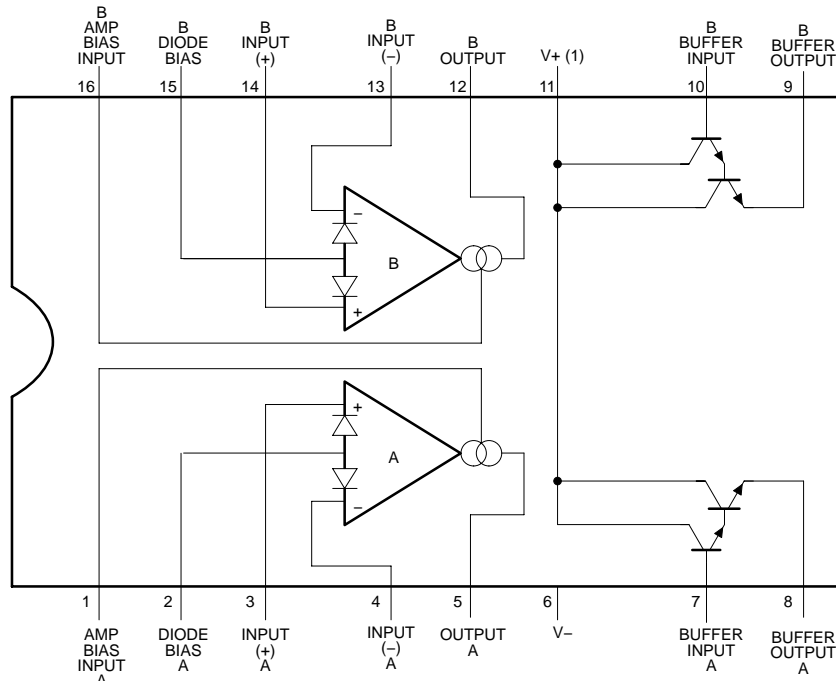 B
AMP
BIAS
INPUT
16
B
DIODE
BIAS
15
B
INPUT
(+)
14
B
INPUT
(–)
13
B
OUTPUT
12
V+ (1)
11
B
BUFFER
INPUT
10
B
BUFFER
OUTPUT
9
–
B
+
+
A
–
1
AMP
BIAS
INPUT
A
2
DIODE
BIAS
A
3
INPUT
(+)
A
4
INPUT
(–)
A
5
OUTPUT
A
6
V–
7
BUFFER
INPUT
A
8
BUFFER
OUTPUT
A